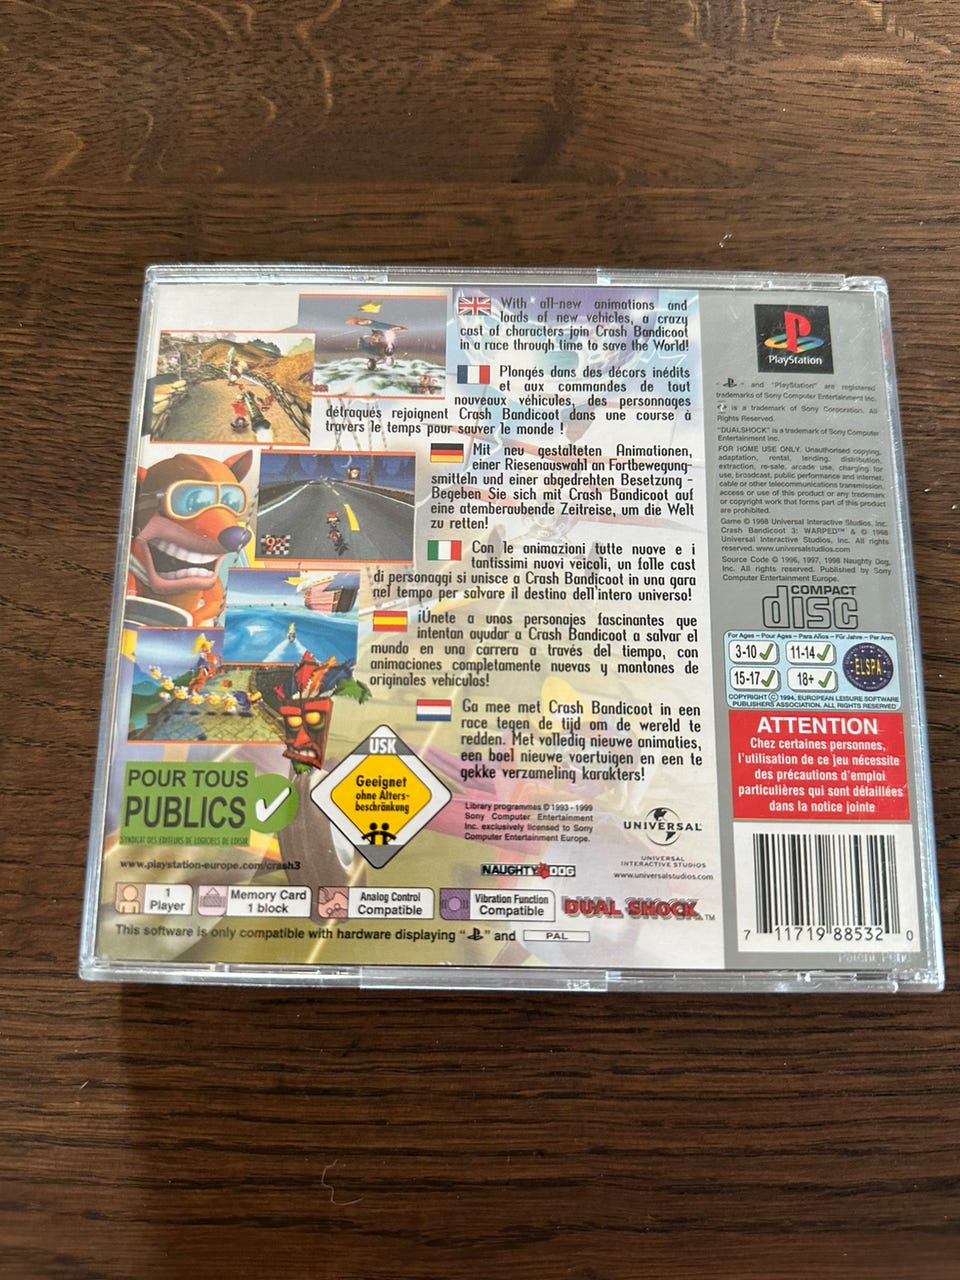 With all-new animations and
loads of new vehicles, a crazy
cast of characters join Crash Bandicoot
in a race through time to save the World!
Plongés dans des décors inédits
et aux commandes de tout
nouveaux véhicules, des personnages
détraqués rejoignent Crash Bandicoot dans une course à
travers le temps pour sauver le monde !
Mit neu gestalteten Animationen,
einer Riesenauswahl an Fortbewegung-
smitteln und einer abgedrehten Besetzung -
Begeben Sie sich mit Crash Bandicoot auf
eine atemberaubende Zeitreise, um die Welt
zu retten!
Con le animazioni tutte nuove e i
tantissimi nuovi veicoli, un folle cast
di personaggi si unisce a Crash Bandicoot in una gara
nel tempo per salvare il destino dell'intero universo!
¡Únete a unos personajes fascinantes que
intentan ayudar a Crash Bandicoot a salvar el
mundo en una carrera a través del tiempo, con
animaciones completamente nuevas y montones de
originales vehículos!
Ga mee met Crash Bandicoot in een
race tegen de tijd om de wereld te
redden. Met volledig nieuwe animaties,
een boel nieuwe voertuigen en een te
gekke verzameling karakters!
USK
Geeignet
ohne Alters-
beschränkung
POUR TOUS
PUBLICS
SYNDICAT DES EDITEURS DE LOGICIELS DE LOISIR
www.playstation-europe.com/crash3
Library programmes © 1993 - 1999
Sony Computer Entertainment
Inc. exclusively licensed to Sony
Computer Entertainment Europe.
UNIVERSAL
UNIVERSAL
INTERACTIVE STUDIOS
www.universalstudios.com
NAUGHTY DOG
1
Player
Memory Card
1 block
Analog Control
Compatible
Vibration Function
Compatible
DUAL SHOCK™
This software is only compatible with hardware displaying " " and PAL
PlayStation
" " and "PlayStation" are registered
trademarks of Sony Computer Entertainment Inc.
is a trademark of Sony Corporation. All
Rights Reserved.
"DUALSHOCK" is a trademark of Sony Computer
Entertainment Inc.
FOR HOME USE ONLY. Unauthorised copying,
adaptation, rental, lending, distribution,
extraction, re-sale, arcade use, charging for
use, broadcast, public performance and internet,
cable or other telecommunications transmission,
access or use of this product or any trademark
or copyright work that forms part of this product
are prohibited.
Game © 1998 Universal Interactive Studios, Inc.
Crash Bandicoot 3: WARPED™ & © 1998
Universal Interactive Studios, Inc. All rights
reserved. www.universalstudios.com
Source Code © 1996, 1997, 1998 Naughty Dog,
Inc. All rights reserved. Published by Sony
Computer Entertainment Europe.
COMPACT
disc
For Ages - Pour Ages - Para Años - Für Jahre - Per Anni
3-10
11-14
15-17
18+
ELSPA
COPYRIGHT © 1994, EUROPEAN LEISURE SOFTWARE
PUBLISHERS ASSOCIATION. ALL RIGHTS RESERVED
ATTENTION
Chez certaines personnes,
l'utilisation de ce jeu nécessite
des précautions d'emploi
particulières qui sont détaillées
dans la notice jointe
7 11719 88532 0